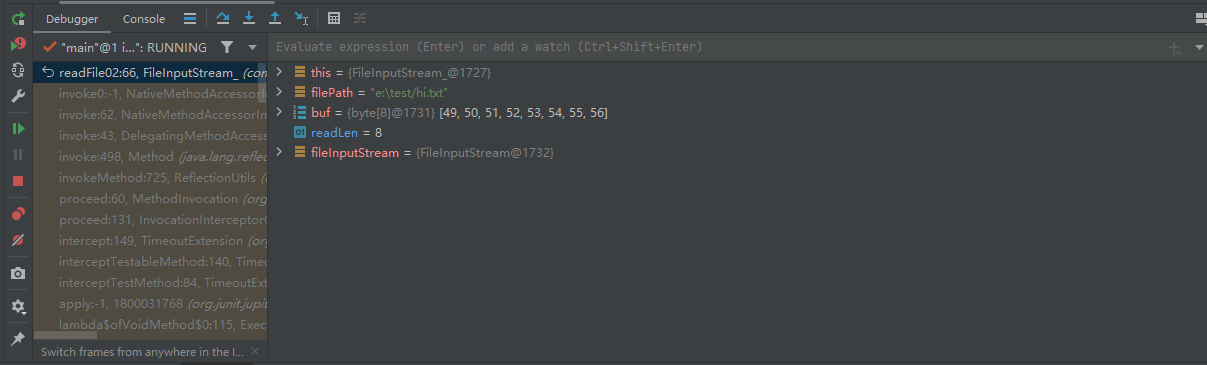 Debugger Console
"main"@1 i...": RUNNING
Evaluate expression (Enter) or add a watch (Ctrl+Shift+Enter)
readFile02:66, FileInputStream_ (con
invoke0:-1, NativeMethodAccessorIn
invoke:62, NativeMethodAccessorIm
invoke:43, DelegatingMethodAccess
invoke:498, Method (java.lang.reflec
invokeMethod:725, ReflectionUtils (
proceed:60, MethodInvocation (org
proceed:131, InvocationInterceptor
intercept:149, TimeoutExtension (org
interceptTestableMethod:140, Time
interceptTestMethod:84, TimeoutExt
apply:-1, 1800031768 (org.junit.jupit
lambda$ofVoidMethod$0:115, Exec
Switch frames from anywhere in the I...
this = {FileInputStream_@1727}
filePath = "e:\test/hi.txt"
buf = {byte[8]@1731} [49, 50, 51, 52, 53, 54, 55, 56]
01 readLen = 8
fileInputStream = {FileInputStream@1732}